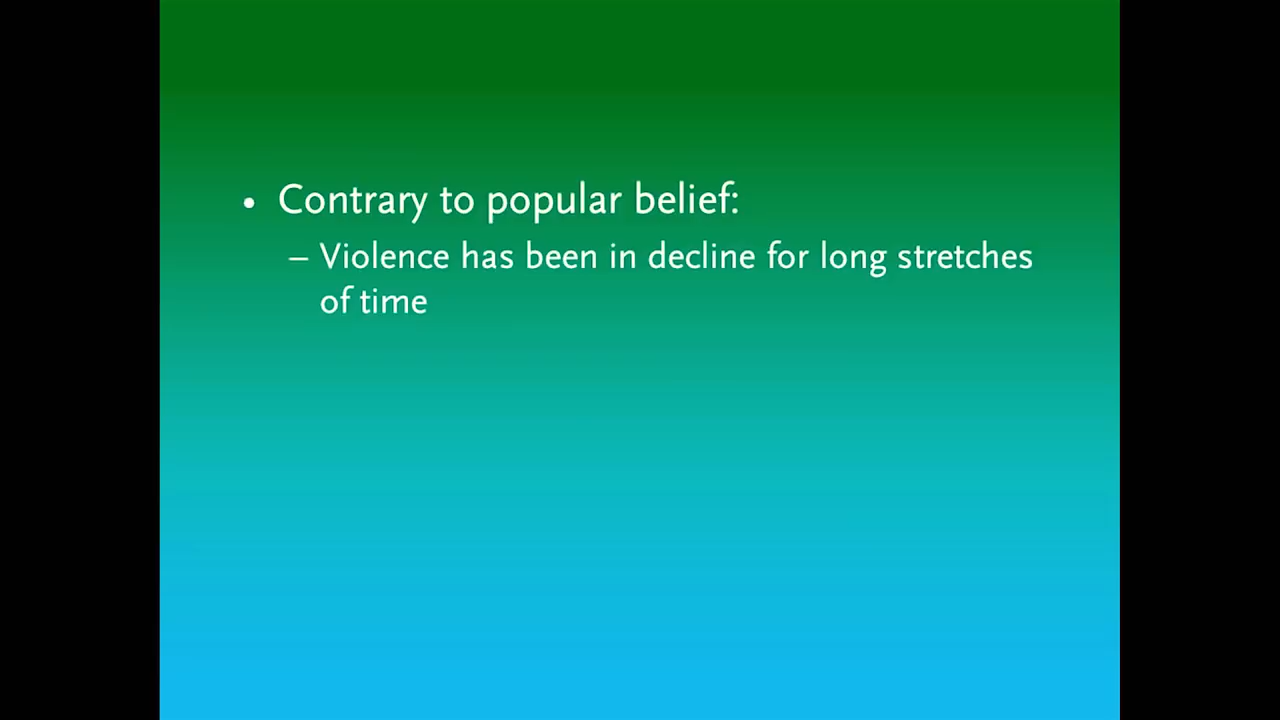 • Contrary to popular belief:
– Violence has been in decline for long stretches
of time